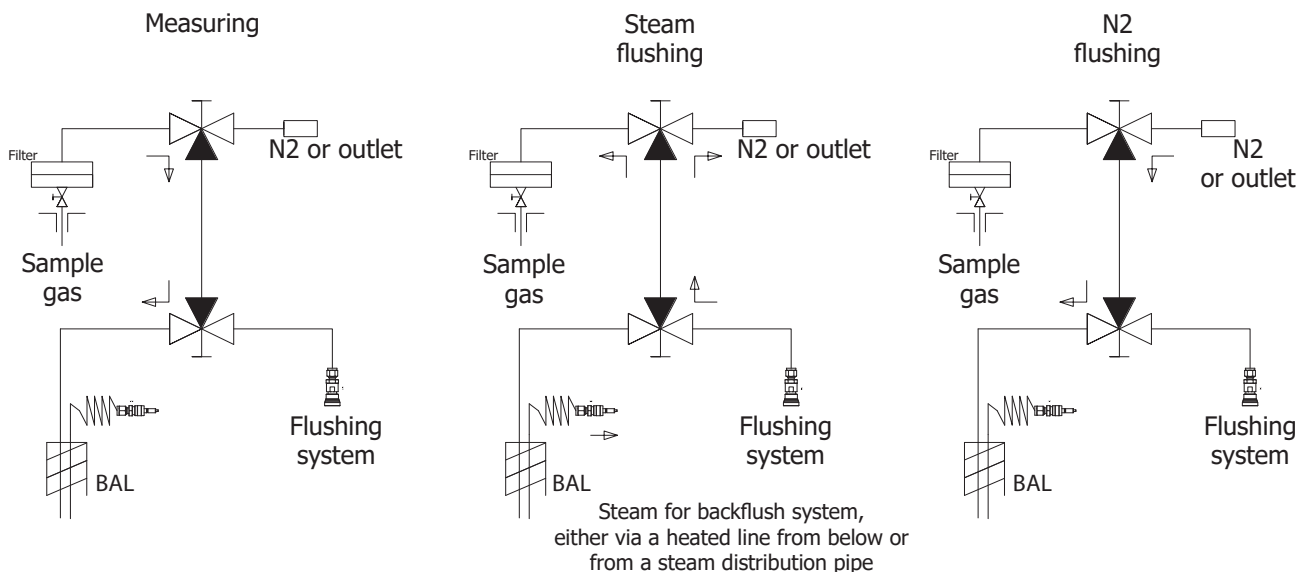 Measuring
Filter
N2 or outlet
Sample
gas
Flushing
system
BAL
Steam
flushing
Filter
N2 or outlet
Sample
gas
Flushing
system
BAL
Steam for backflush system,
either via a heated line from below or
from a steam distribution pipe
N2
flushing
Filter
N2
or outlet
Sample
gas
Flushing
system
BAL